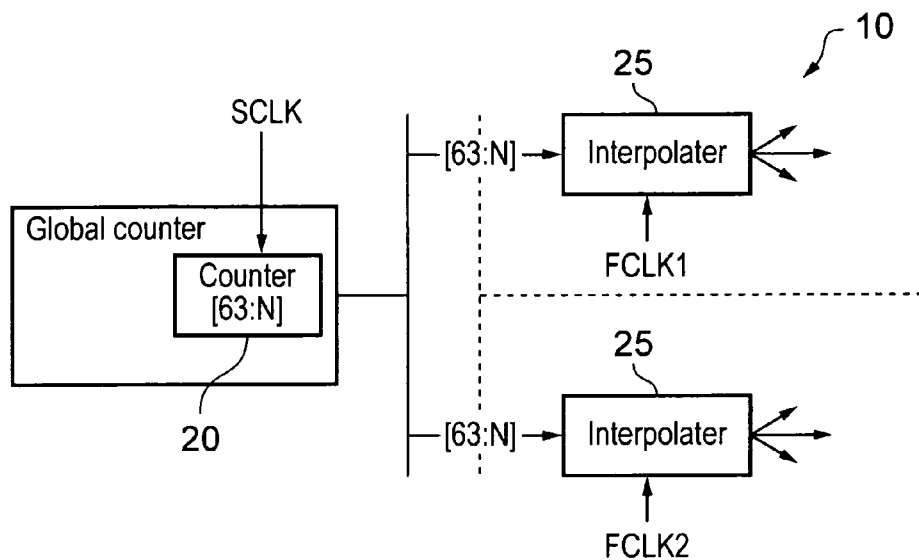 10
25
SCLK
[63:N]
Interpolater
Global counter
FCLK1
Counter
[63:N]
25
20
[63:N]
Interpolater
FCLK2